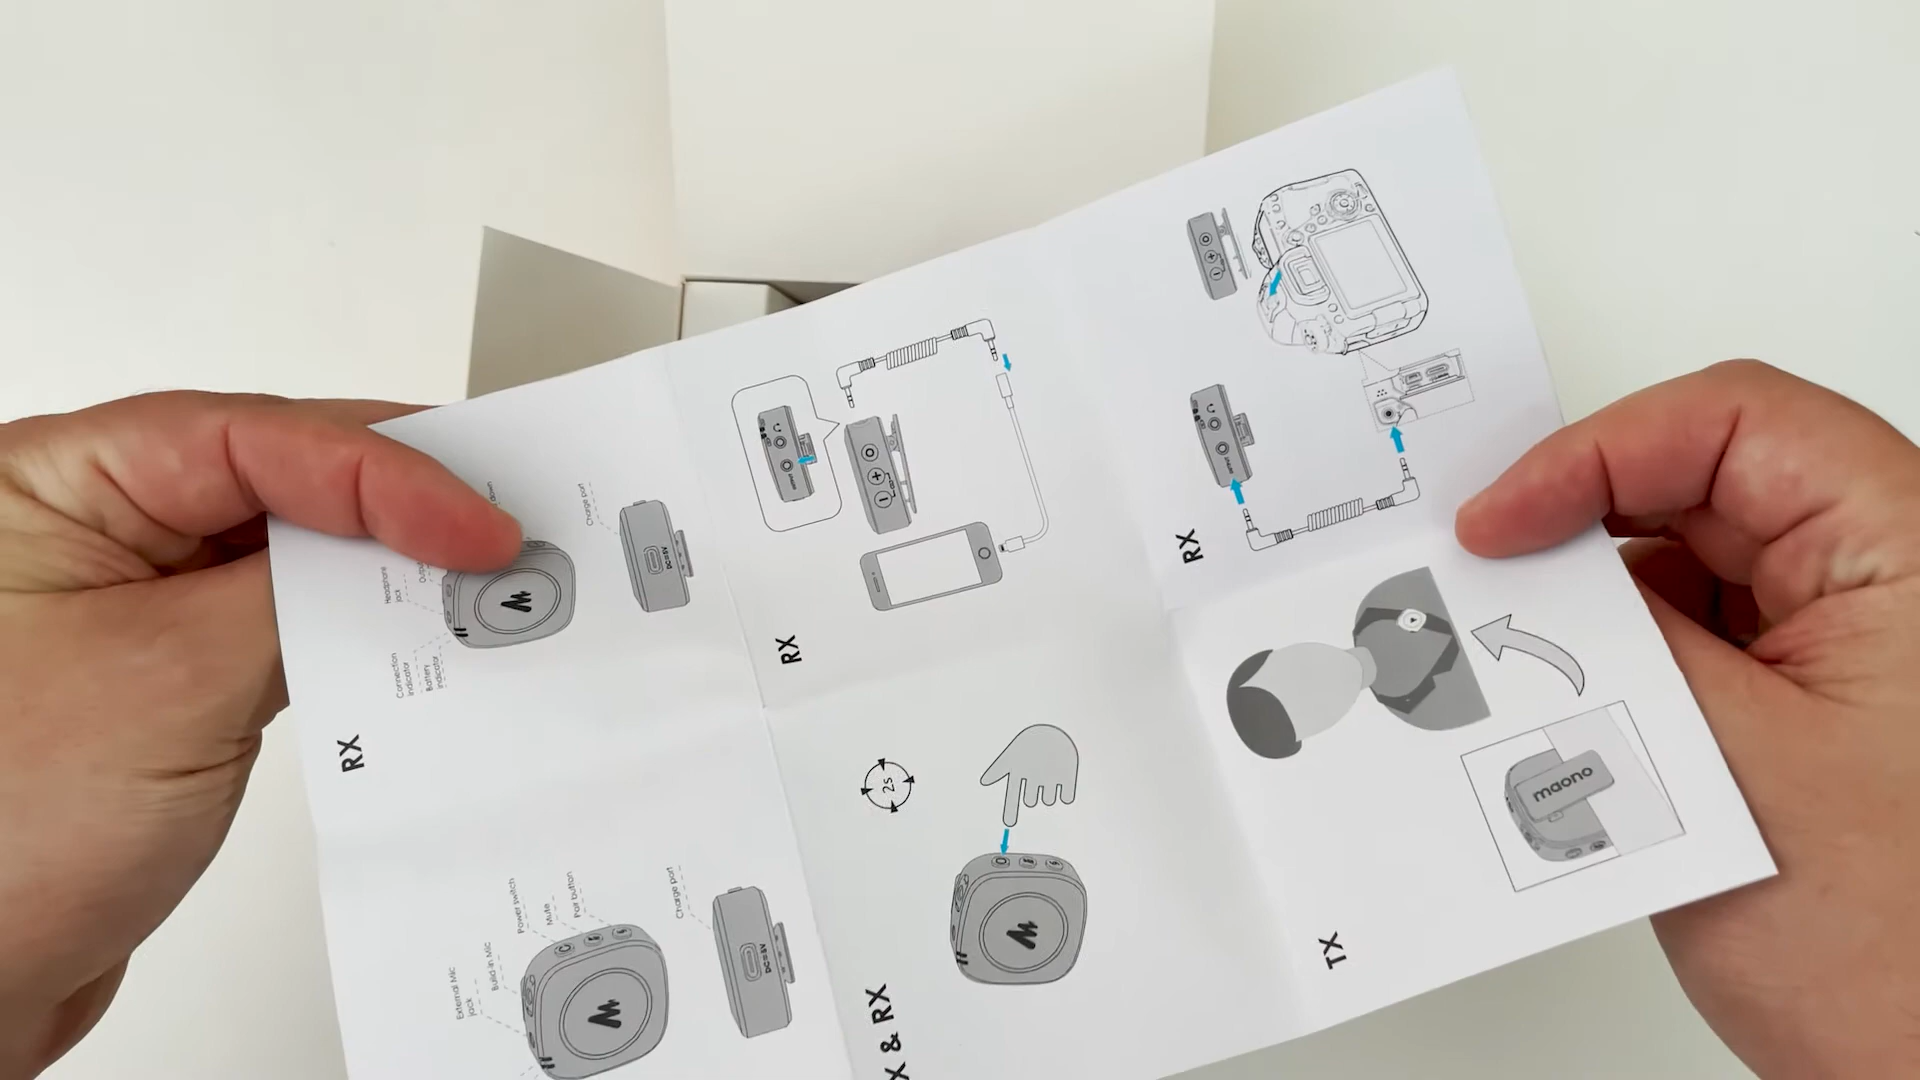 RX
Connection
indicator
Battery
indicator
Headphone
jack
down
Charge port
DC⎓5V
RX
2s
RX
External Mic
jack
Build-in Mic
Power switch
Mute
Pair button
Charge port
DC⎓5V
X & RX
TX
maono